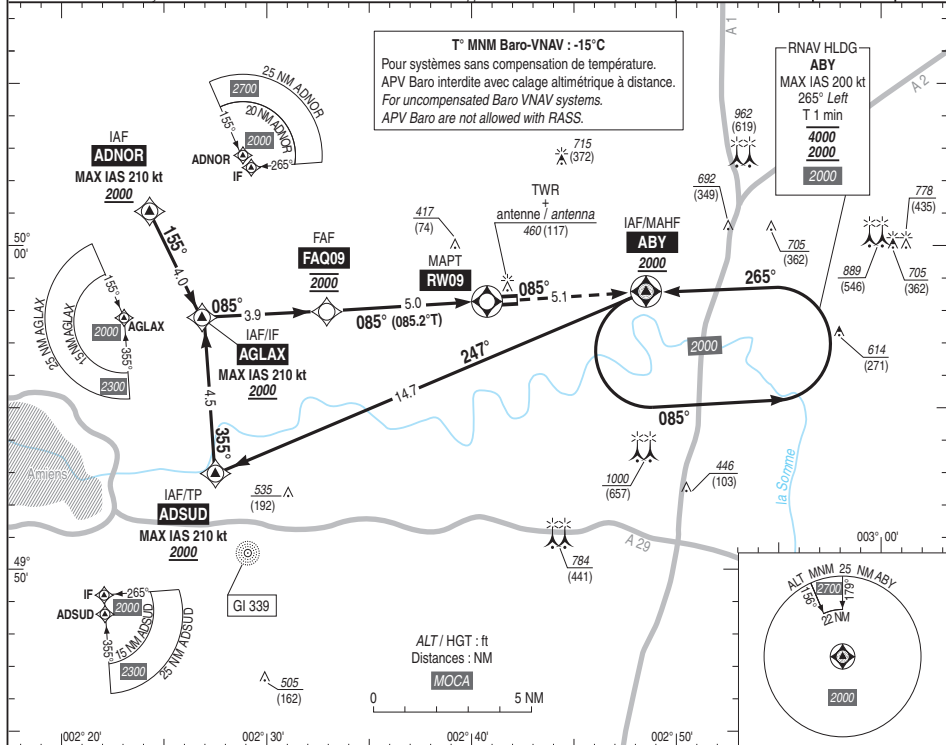 T° MNM Baro-VNAV : -15°C
Pour systèmes sans compensation de température.
APV Baro interdite avec calage altimétrique à distance.
For uncompensated Baro VNAV systems.
APV Baro are not allowed with RASS.
A 1
A 2
RNAV HLDG
ABY
MAX IAS 200 kt
265° Left
T 1 min
4000
2000
2000
25 NM ADNOR
2700
20 NM ADNOR
155°
2000
ADNOR
IF
265°
IAF
ADNOR
MAX IAS 210 kt
2000
962
(619)
715
(372)
692
(349)
778
(435)
TWR
+
antenne / antenna
460 (117)
417
(74)
705
(362)
889
(546)
705
(362)
50°
00'
155°
4.0
FAF
FAQ09
2000
MAPT
RW09
IAF/MAHF
ABY
2000
085°
3.9
5.0
085° (085.2°T)
085°
5.1
265°
25 NM AGLAX
15 NM AGLAX
155°
2000
AGLAX
355°
2300
IAF/IF
AGLAX
MAX IAS 210 kt
2000
247°
14.7
2000
614
(271)
085°
4.5
355°
Amiens
la Somme
IAF/TP
ADSUD
MAX IAS 210 kt
2000
535
(192)
1000
(657)
446
(103)
A 29
784
(441)
003° 00'
49°
50'
GI 339
IF
265°
2000
ADSUD
355°
15 NM ADSUD
2300
25 NM ADSUD
505
(162)
ALT / HGT : ft
Distances : NM
MOCA
0
5 NM
ALT MNM 25 NM ABY
2700
156°
179°
22 NM
2000
002° 20'
002° 30'
002° 40'
002° 50'